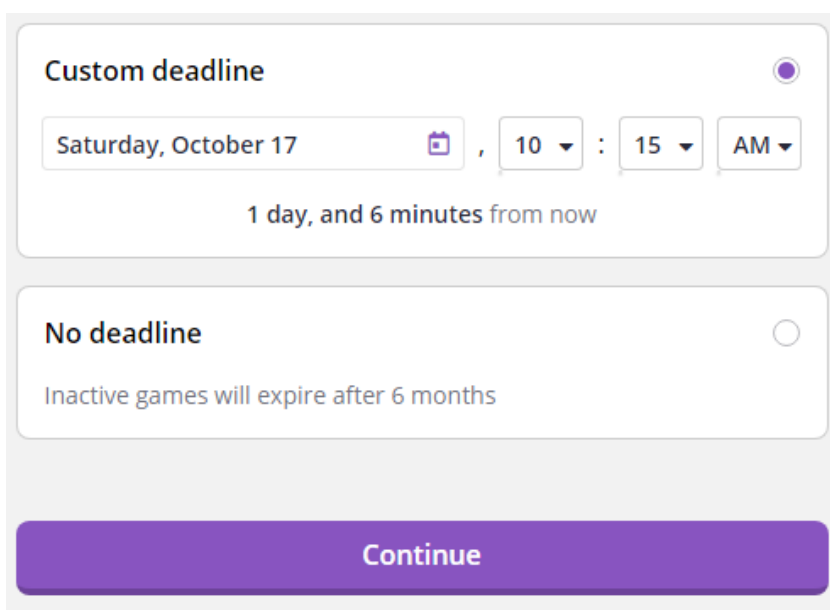 Custom deadline
Saturday, October 17 , 10 : 15 AM
1 day, and 6 minutes from now
No deadline
Inactive games will expire after 6 months
Continue